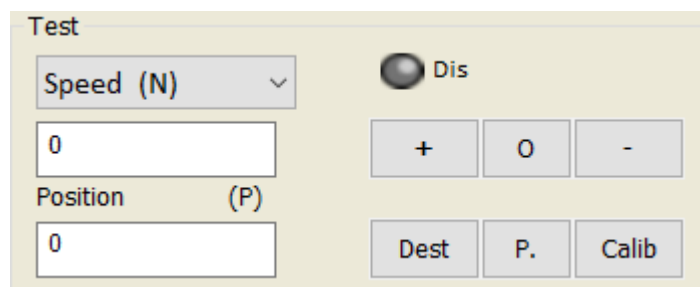 Test
Speed (N)
Dis
0
+ O -
Position (P)
0
Dest P. Calib